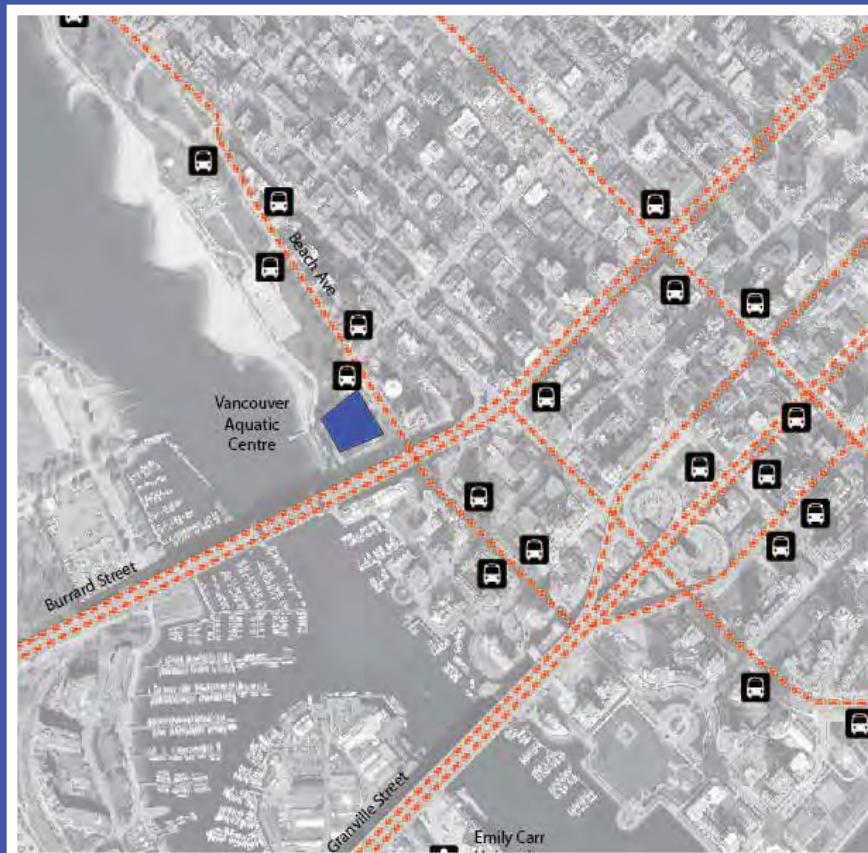 Beach Ave
Vancouver
Aquatic
Centre
Burrard Street
Granville Street
Emily Carr